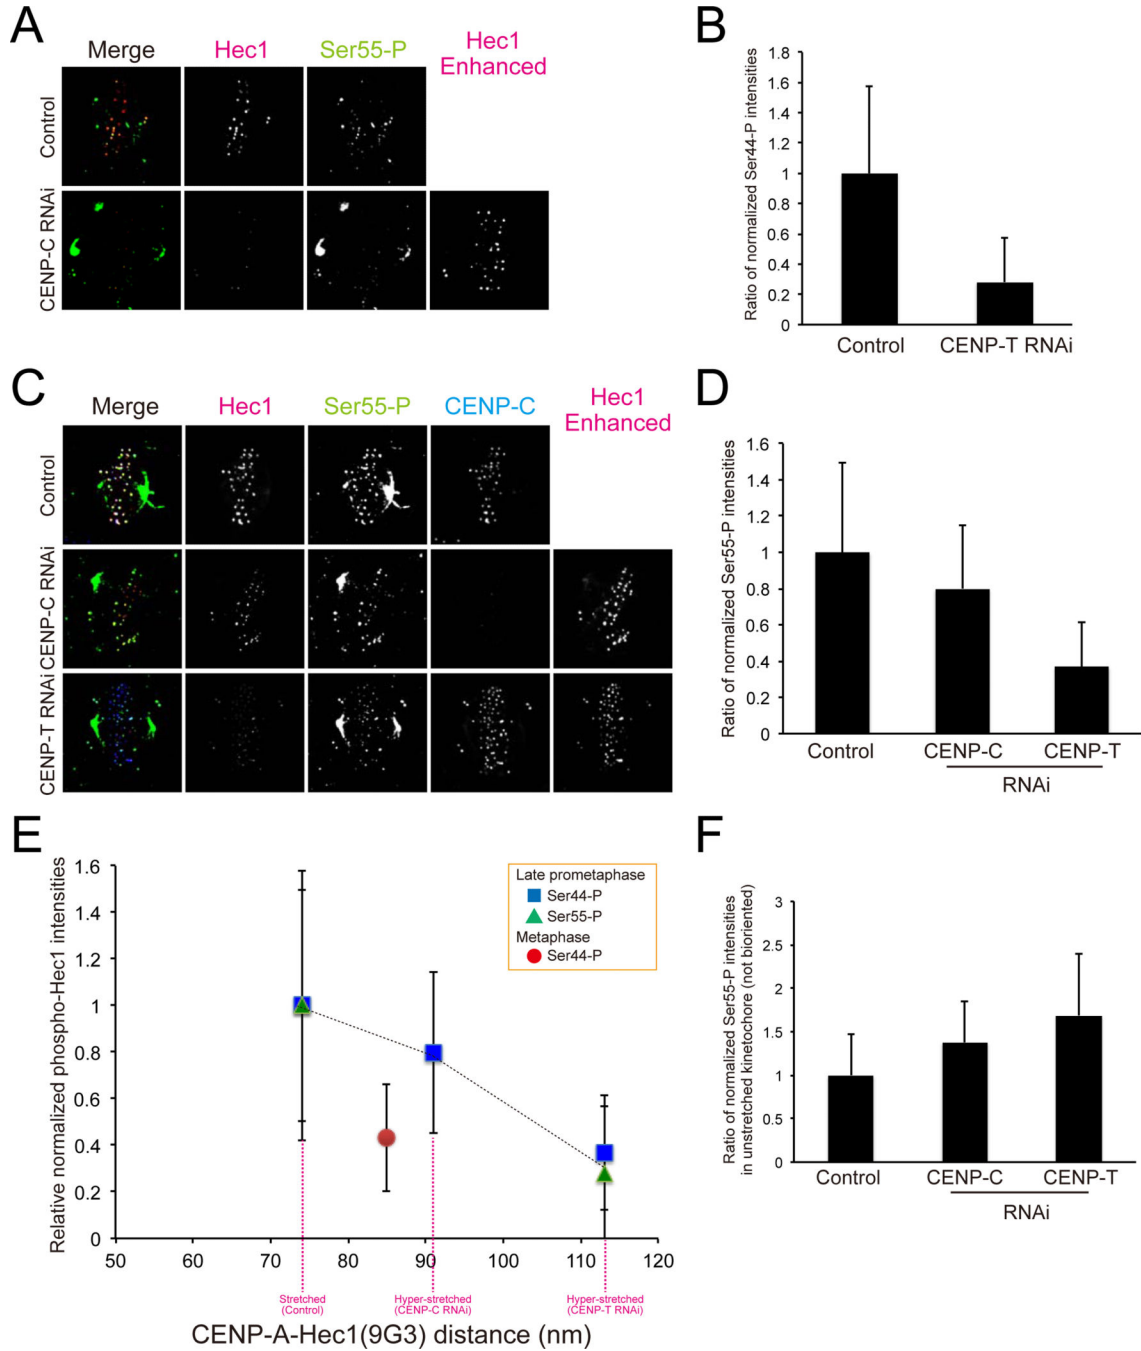 A
Merge
Hec1
Ser55-P
Hec1
Enhanced
Control
CENP-C RNAi
B
Ratio of normalized Ser44-P intensities
1.8
1.6
1.4
1.2
1
0.8
0.6
0.4
0.2
0
Control
CENP-T RNAi
C
Merge
Hec1
Ser55-P
CENP-C
Hec1
Enhanced
Control
CENP-C RNAi
CENP-T RNAi
D
Ratio of normalized Ser55-P intensities
1.6
1.4
1.2
1
0.8
0.6
0.4
0.2
0
Control
CENP-C
CENP-T
RNAi
E
Relative normalized phospho-Hec1 intensities
1.6
1.4
1.2
1
0.8
0.6
0.4
0.2
0
50
60
70
80
90
100
110
120
Late prometaphase
Ser44-P
Ser55-P
Metaphase
Ser44-P
Stretched
(Control)
Hyper-stretched
(CENP-C RNAi)
Hyper-stretched
(CENP-T RNAi)
CENP-A-Hec1(9G3) distance (nm)
F
Ratio of normalized Ser55-P intensities
in unstretched kinetochore (not bioriented)
3
2.5
2
1.5
1
0.5
0
Control
CENP-C
CENP-T
RNAi